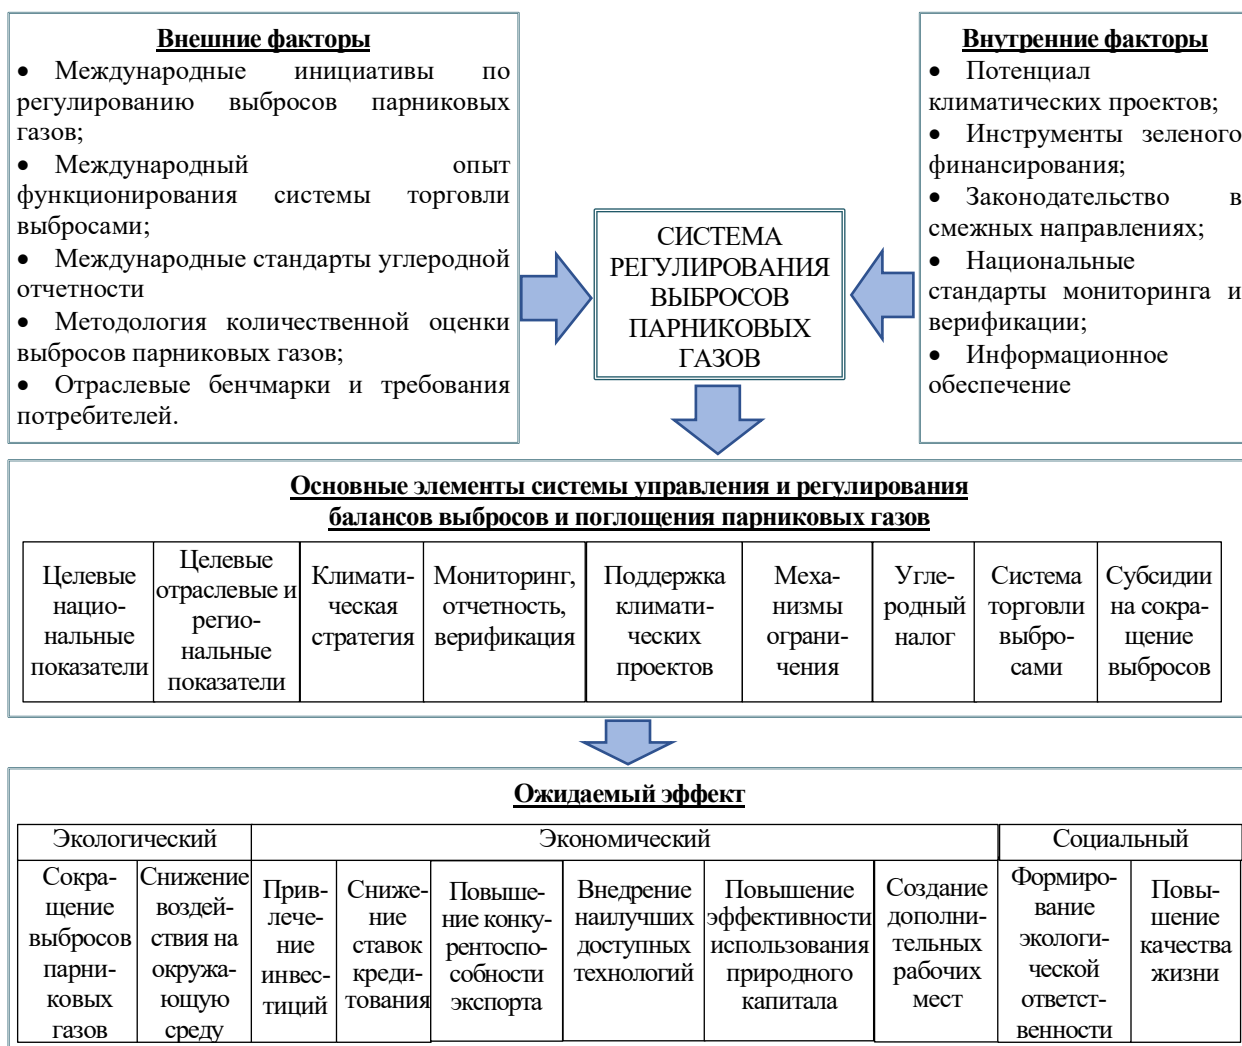 Внешние факторы
• Международные инициативы по
регулированию выбросов парниковых
газов;
• Международный опыт
функционирования системы торговли
выбросами;
• Международные стандарты углеродной
отчетности
• Методология количественной оценки
выбросов парниковых газов;
• Отраслевые бенчмарки и требования
потребителей.
СИСТЕМА
РЕГУЛИРОВАНИЯ
ВЫБРОСОВ
ПАРНИКОВЫХ
ГАЗОВ
Внутренние факторы
• Потенциал
климатических проектов;
• Инструменты зеленого
финансирования;
• Законодательство в
смежных направлениях;
• Национальные
стандарты мониторинга и
верификации;
• Информационное
обеспечение
Основные элементы системы управления и регулирования
балансов выбросов и поглощения парниковых газов
Целевые
нацио-
нальные
показатели
Целевые
отраслевые и
регио-
нальные
показатели
Климати-
ческая
стратегия
Мониторинг,
отчетность,
верификация
Поддержка
климати-
ческих
проектов
Меха-
низмы
ограни-
чения
Угле-
родный
налог
Система
торговли
выбро-
сами
Субсидии
на сокра-
щение
выбросов
Ожидаемый эффект
Экологический
Экономический
Социальный
Сокра-
щение
выбросов
парни-
ковых
газов
Снижение
воздей-
ствия на
окружа-
ющую
среду
Прив-
лече-
ние
инвес-
тиций
Сниже-
ние
ставок
креди-
тования
Повыше-
ние конку-
рентоспо-
собности
экспорта
Внедрение
наилучших
доступных
технологий
Повышение
эффективности
использования
природного
капитала
Создание
дополни-
тельных
рабочих
мест
Формиро-
вание
экологи-
ческой
ответст-
венности
Повы-
шение
качества
жизни